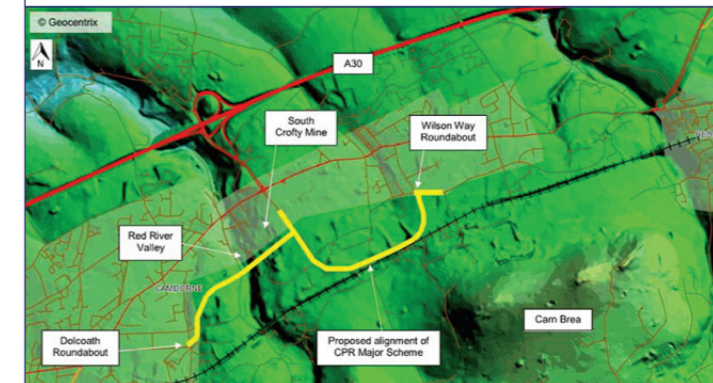 © Geocentrix
N
A30
South
Crofty Mine
Wilson Way
Roundabout
Red River
Valley
CAMBORNE
Dolcoath
Roundabout
Proposed alignment of
CPR Major Scheme
Carn Brea